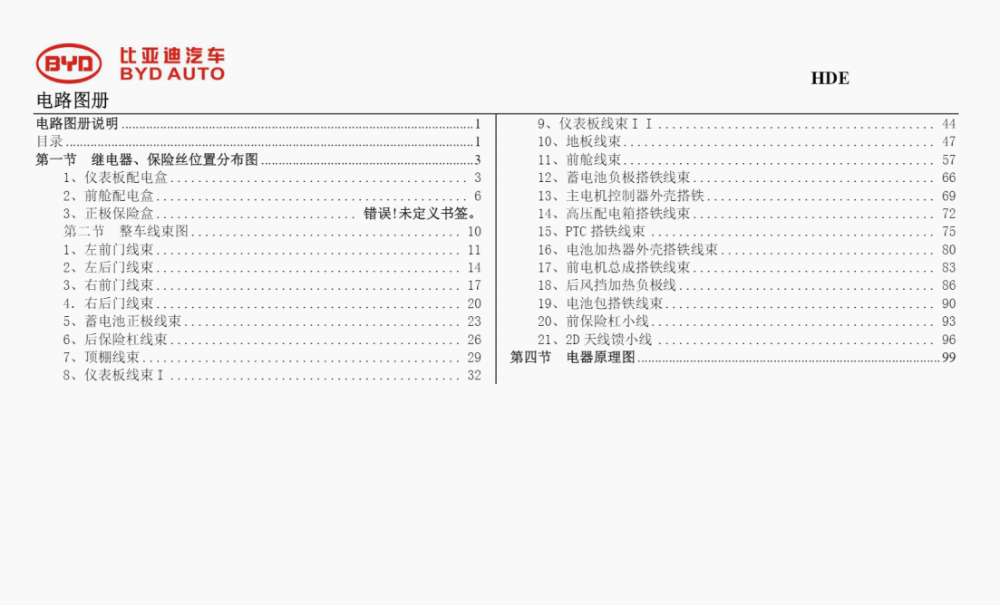 BYD
比亚迪汽车
BYD AUTO
HDE
电路图册
电路图册说明........................................1
目录........................................1
第一节 继电器、保险丝位置分布图........................................3
1、仪表板配电盒........................................3
2、前舱配电盒........................................6
3、正极保险盒............................错误!未定义书签。
第二节 整车线束图........................................10
1、左前门线束........................................11
2、左后门线束........................................14
3、右前门线束........................................17
4．右后门线束........................................20
5、蓄电池正极线束........................................23
6、后保险杠线束........................................26
7、顶棚线束........................................29
8、仪表板线束Ⅰ........................................32
9、仪表板线束ⅠⅠ........................................44
10、地板线束........................................47
11、前舱线束........................................57
12、蓄电池负极搭铁线束........................................66
13、主电机控制器外壳搭铁........................................69
14、高压配电箱搭铁线束........................................72
15、PTC 搭铁线束........................................75
16、电池加热器外壳搭铁线束........................................80
17、前电机总成搭铁线束........................................83
18、后风挡加热负极线........................................86
19、电池包搭铁线束........................................90
20、前保险杠小线........................................93
21、2D 天线馈小线........................................96
第四节 电器原理图........................................99